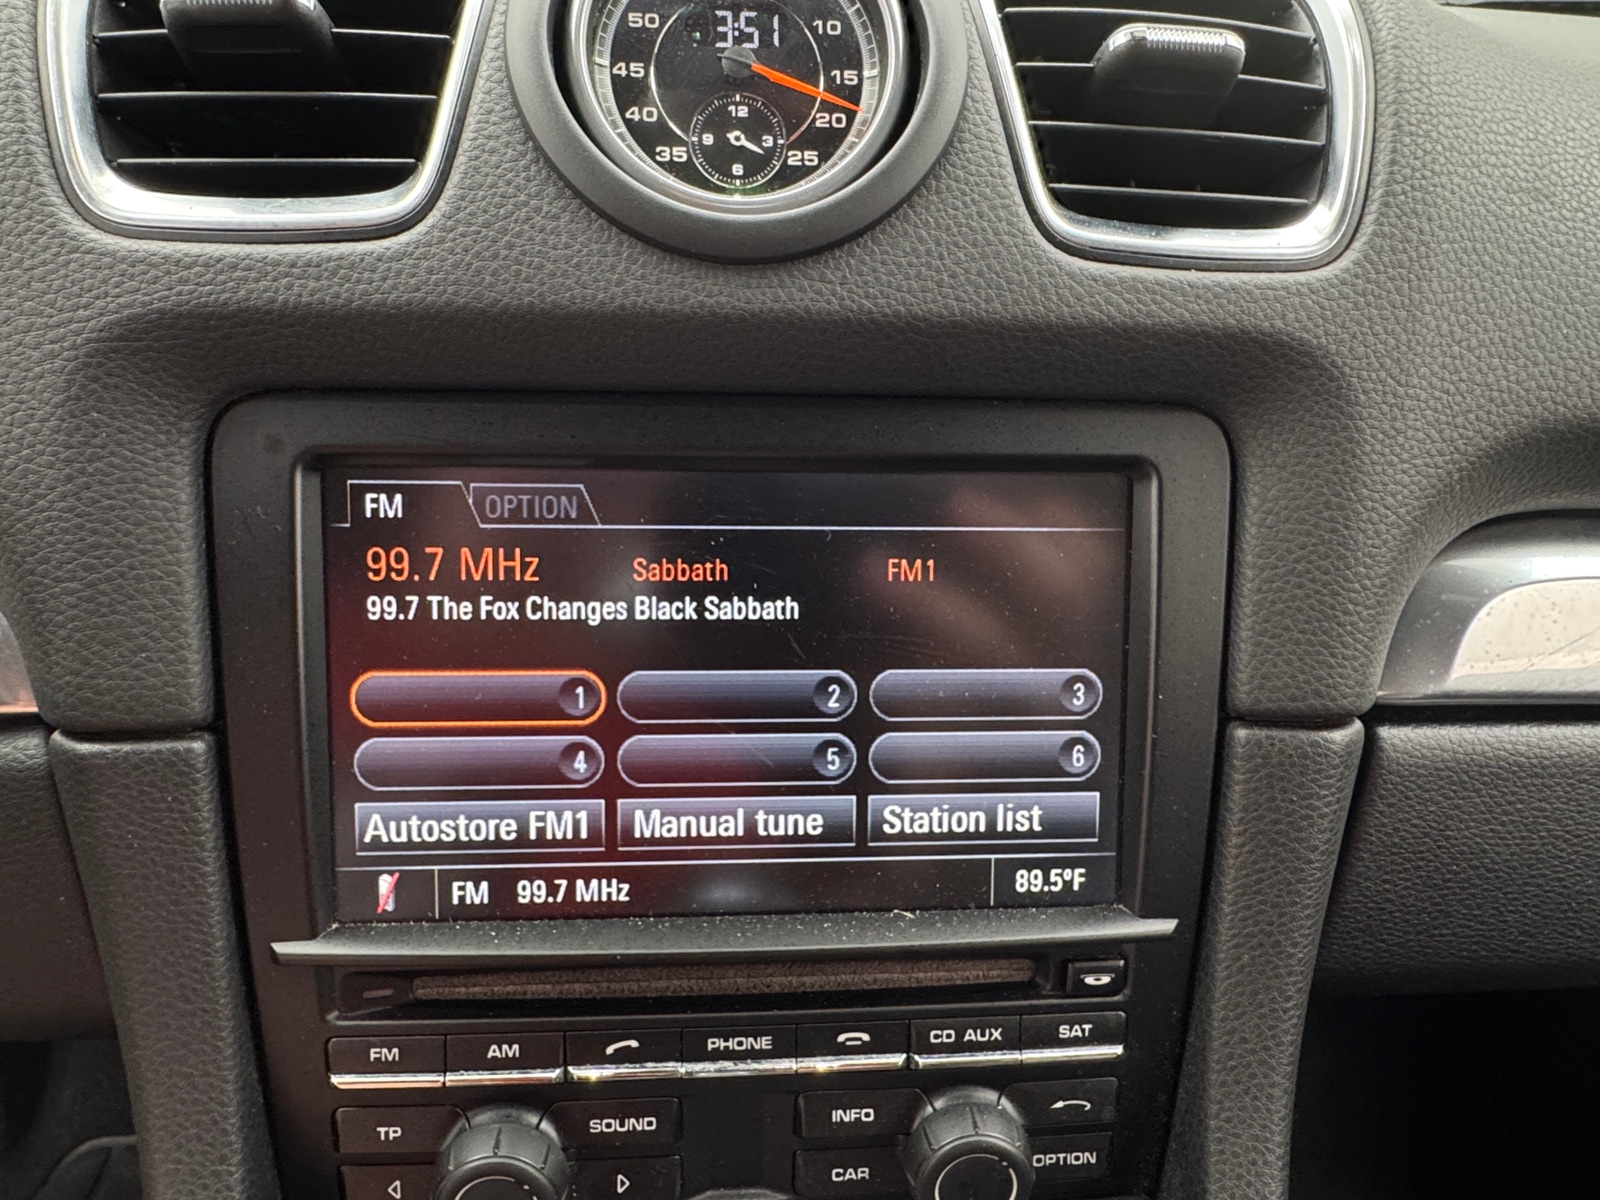 50 3:51 10
45 15
40 20
35 25
12
9 3
6
FM OPTION
99.7 MHz Sabbath FM1
99.7 The Fox Changes Black Sabbath
1 2 3
4 5 6
Autostore FM1 Manual tune Station list
FM 99.7 MHz 89.5°F
FM AM PHONE CD AUX SAT
TP SOUND INFO
CAR OPTION